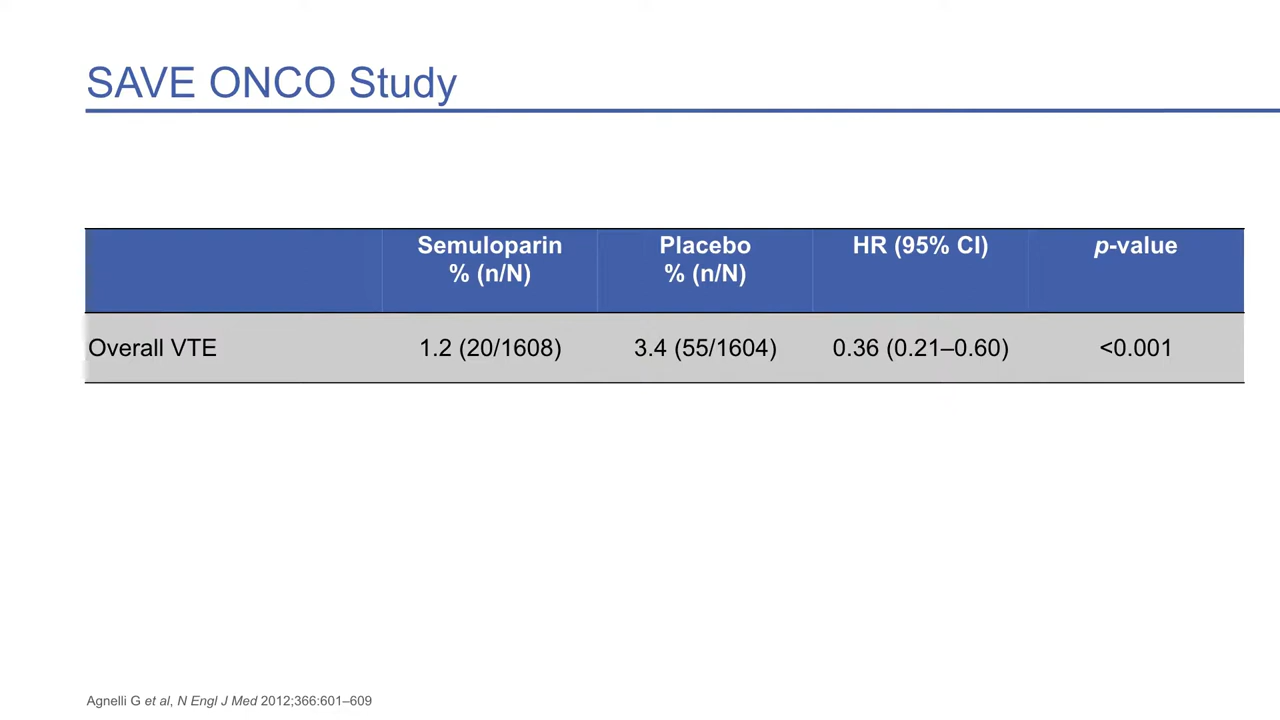 SAVE ONCO Study
Semuloparin % (n/N) Placebo % (n/N) HR (95% CI) p-value
Overall VTE 1.2 (20/1608) 3.4 (55/1604) 0.36 (0.21–0.60) <0.001
Agnelli G et al, N Engl J Med 2012;366:601–609